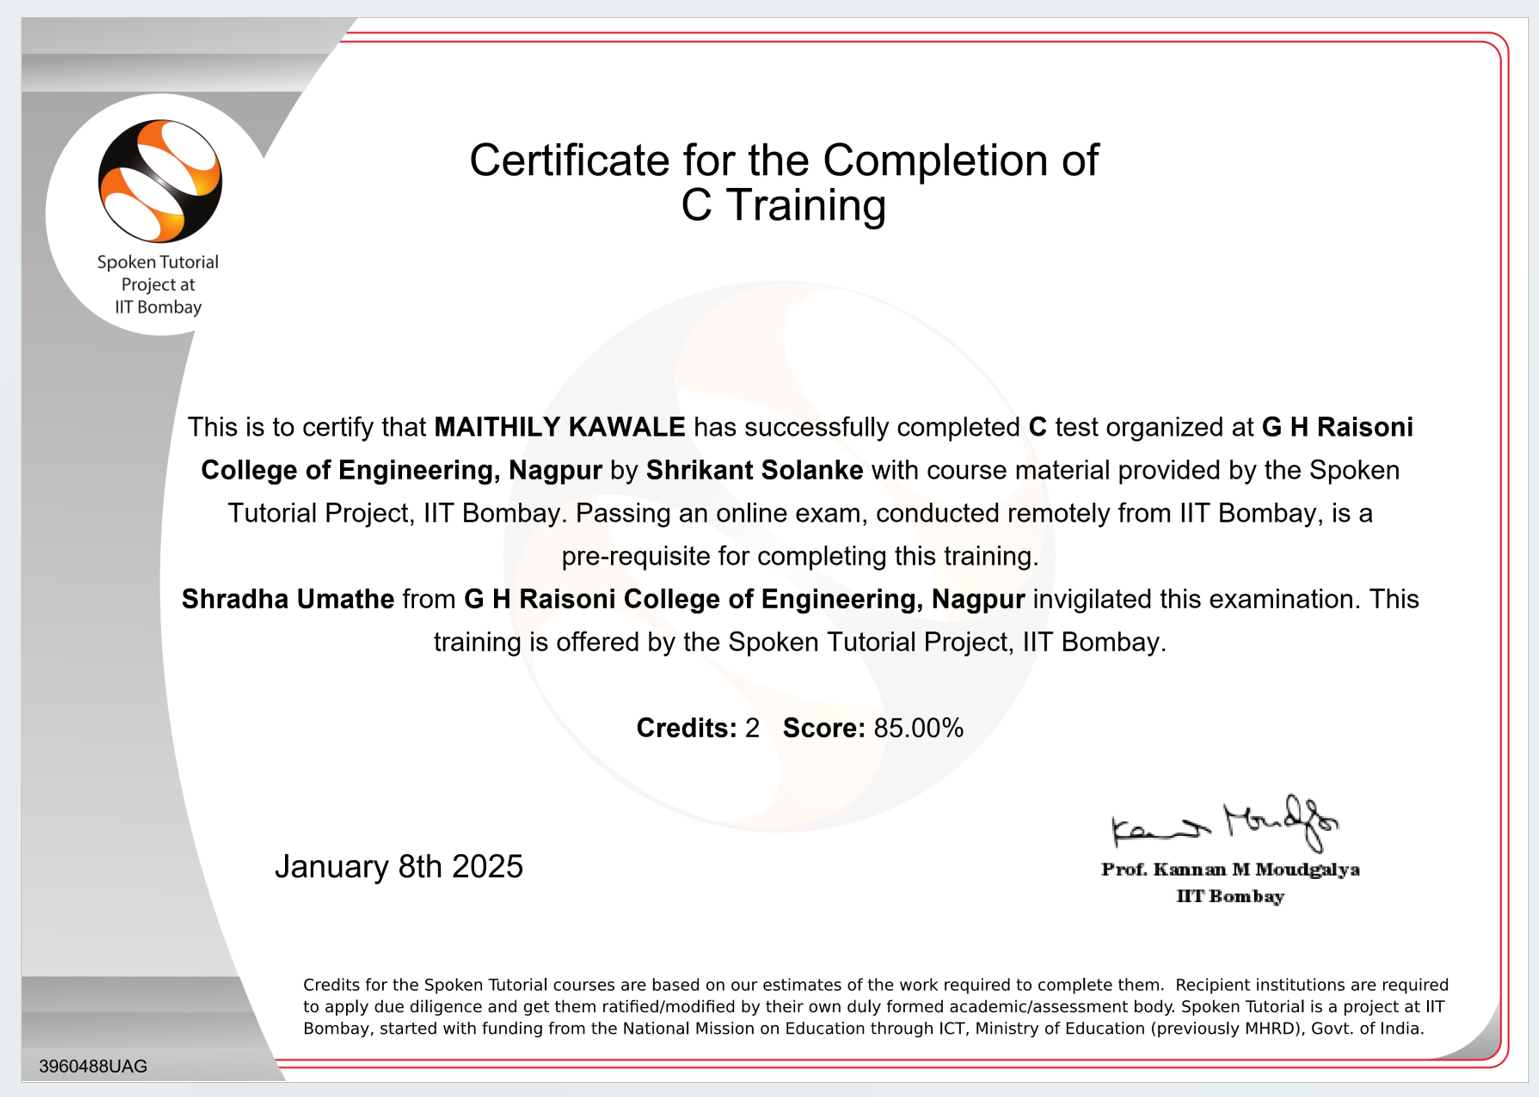 Spoken Tutorial
Project at
IIT Bombay
Certificate for the Completion of
C Training
This is to certify that MAITHILY KAWALE has successfully completed C test organized at G H Raisoni
College of Engineering, Nagpur by Shrikant Solanke with course material provided by the Spoken
Tutorial Project, IIT Bombay. Passing an online exam, conducted remotely from IIT Bombay, is a
pre-requisite for completing this training.
Shradha Umathe from G H Raisoni College of Engineering, Nagpur invigilated this examination. This
training is offered by the Spoken Tutorial Project, IIT Bombay.
Credits: 2 Score: 85.00%
January 8th 2025
Prof. Kannan M Moudgalya
IIT Bombay
Credits for the Spoken Tutorial courses are based on our estimates of the work required to complete them. Recipient institutions are required
to apply due diligence and get them ratified/modified by their own duly formed academic/assessment body. Spoken Tutorial is a project at IIT
Bombay, started with funding from the National Mission on Education through ICT, Ministry of Education (previously MHRD), Govt. of India.
3960488UAG